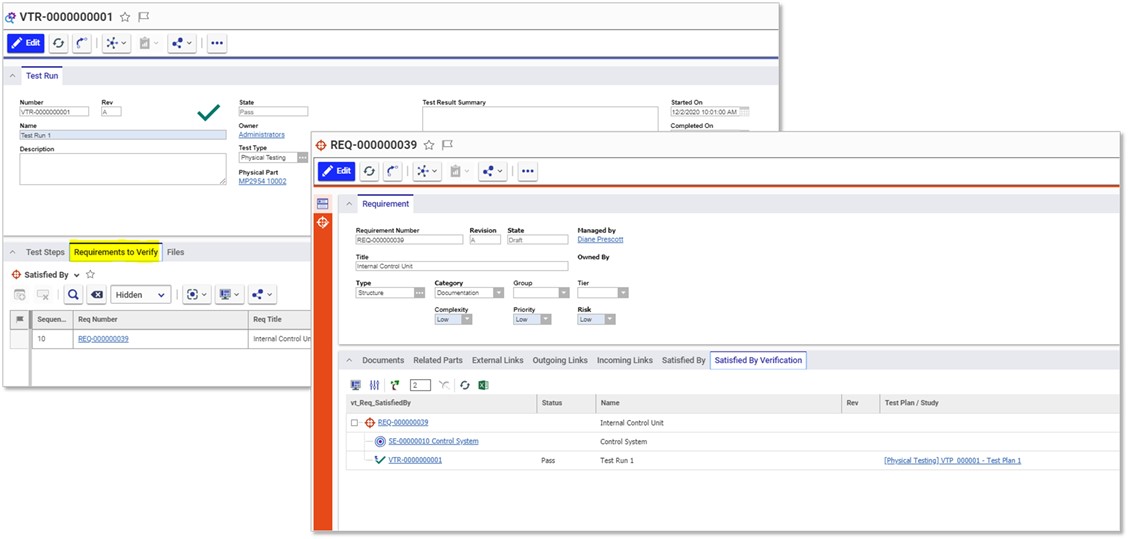 VTR-0000000001
Edit
Test Run
Number
Rev
State
Test Result Summary
Started On
VTR-0000000001
A
Pass
12/2/2020 10:01:00 AM
Name
Owner
Completed On
Test Run 1
Administrators
Description
Test Type
Physical Testing
Physical Part
MP2954 10002
Test Steps Requirements to Verify Files
Satisfied By
Hidden
Sequen... Req Number Req Title
10 REQ-000000039 Internal Control Un
REQ-000000039
Edit
Requirement
Requirement Number Revision State Managed by
REQ-000000039 A Draft Diane Prescott
Title Owned By
Internal Control Unit
Type Category Group Tier
Structure Documentation
Complexity Priority Risk
Low Low Low
Documents Related Parts External Links Outgoing Links Incoming Links Satisfied By Satisfied By Verification
2
vt_Req_SatisfiedBy Status Name Rev Test Plan / Study
REQ-000000039 Internal Control Unit
SE-00000010 Control System Control System
VTR-0000000001 Pass Test Run 1 [Physical Testing] VTP_000001 - Test Plan 1